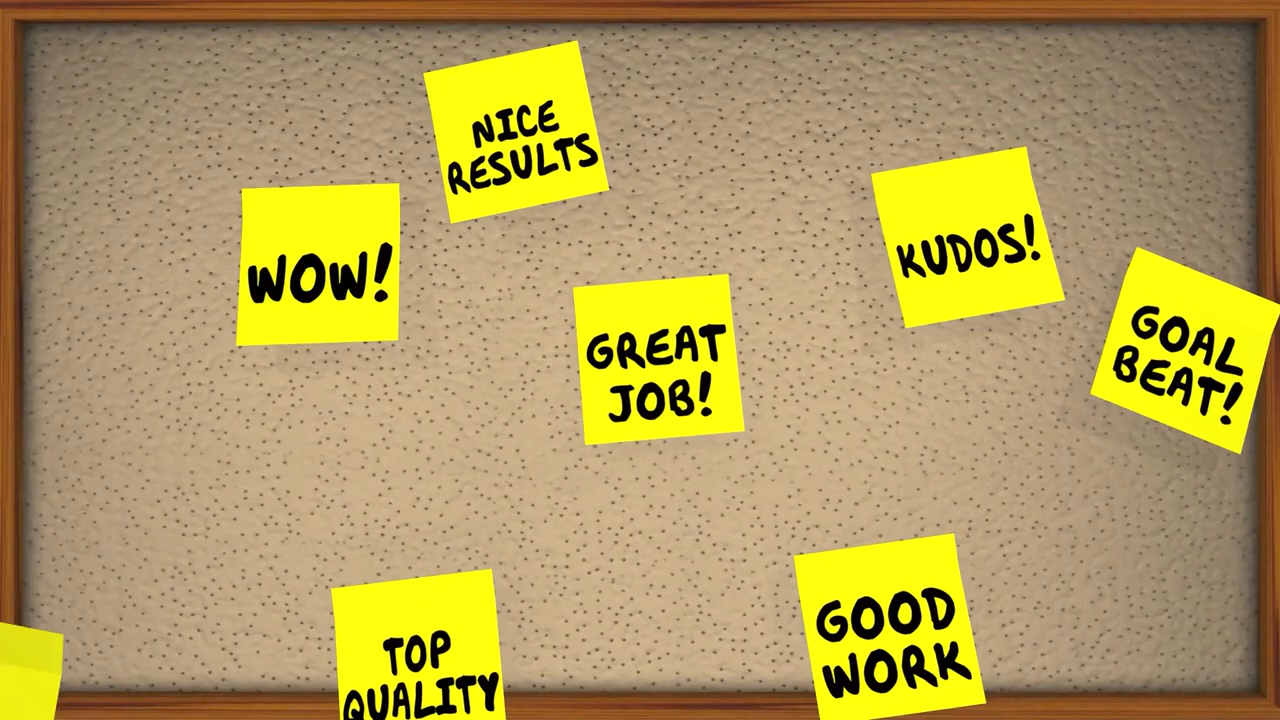 NICE
RESULTS
WOW!
KUDOS!
GREAT
JOB!
GOAL
BEAT!
TOP
QUALITY
GOOD
WORK